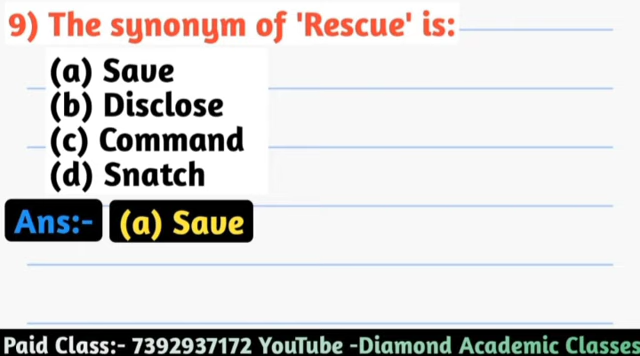 9) The synonym of 'Rescue' is:
(a) Save
(b) Disclose
(c) Command
(d) Snatch
Ans:- (a) Save
Paid Class:- 7392937172 YouTube -Diamond Academic Classes